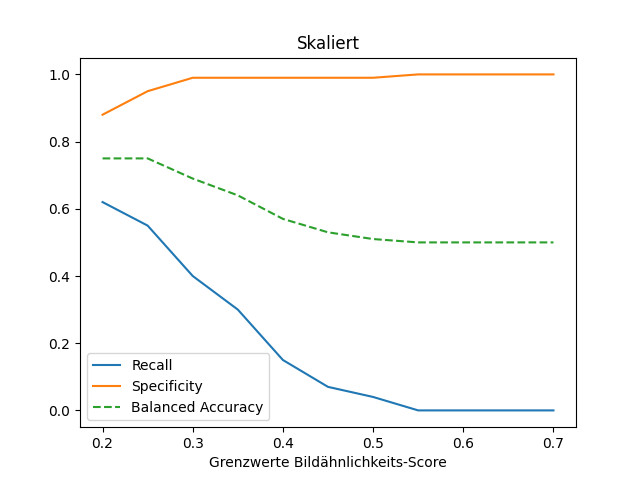 Skaliert
1.0
0.8
0.6
0.4
0.2
0.0
Recall
Specificity
Balanced Accuracy
0.2 0.3 0.4 0.5 0.6 0.7
Grenzwerte Bildähnlichkeits-Score